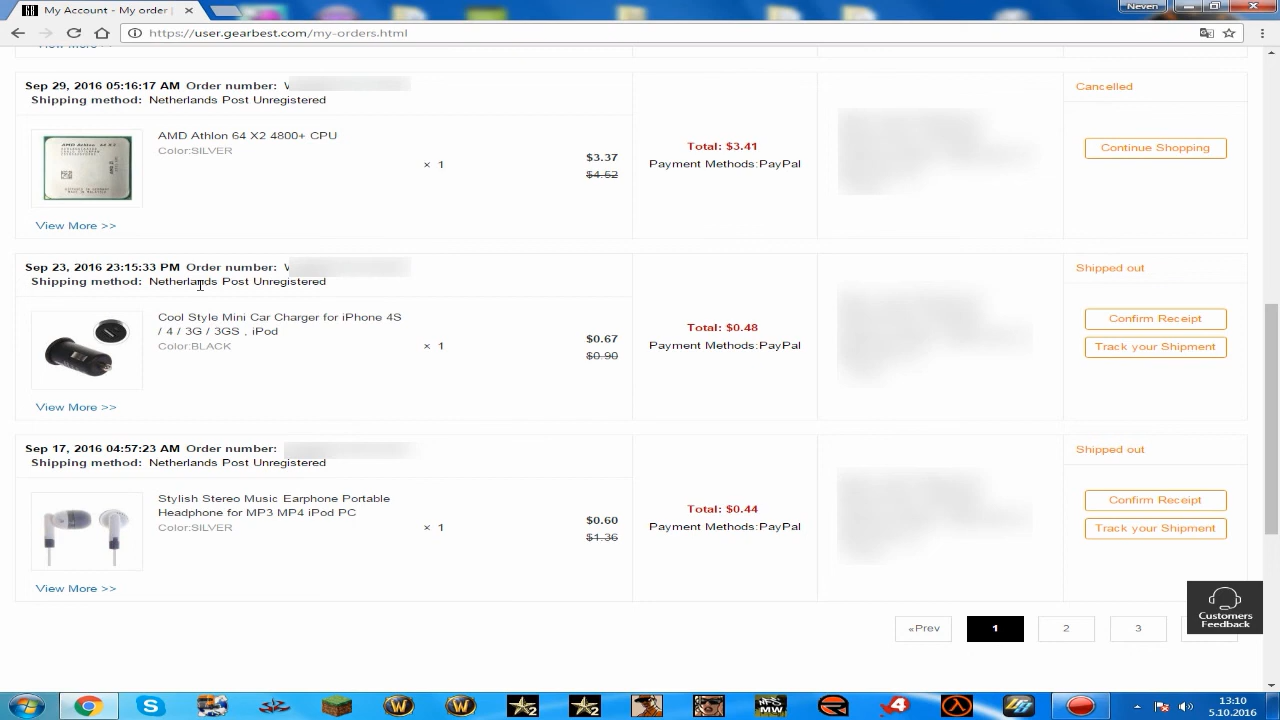 Neven
My Account - My order |
https://user.gearbest.com/my-orders.html
Sep 29, 2016 05:16:17 AM Order number:
Shipping method: Netherlands Post Unregistered
AMD Athlon 64 X2 4800+ CPU
Color:SILVER
× 1
$3.37
$4.52
View More >>
Total: $3.41
Payment Methods:PayPal
Cancelled
Continue Shopping
Sep 23, 2016 23:15:33 PM Order number:
Shipping method: Netherlands Post Unregistered
Cool Style Mini Car Charger for iPhone 4S
/ 4 / 3G / 3GS , iPod
Color:BLACK
× 1
$0.67
$0.90
View More >>
Total: $0.48
Payment Methods:PayPal
Shipped out
Confirm Receipt
Track your Shipment
Sep 17, 2016 04:57:23 AM Order number:
Shipping method: Netherlands Post Unregistered
Stylish Stereo Music Earphone Portable
Headphone for MP3 MP4 iPod PC
Color:SILVER
× 1
$0.60
$1.36
View More >>
Total: $0.44
Payment Methods:PayPal
Shipped out
Confirm Receipt
Track your Shipment
Customers
Feedback
«Prev 1 2 3
13:10
5.10.2016